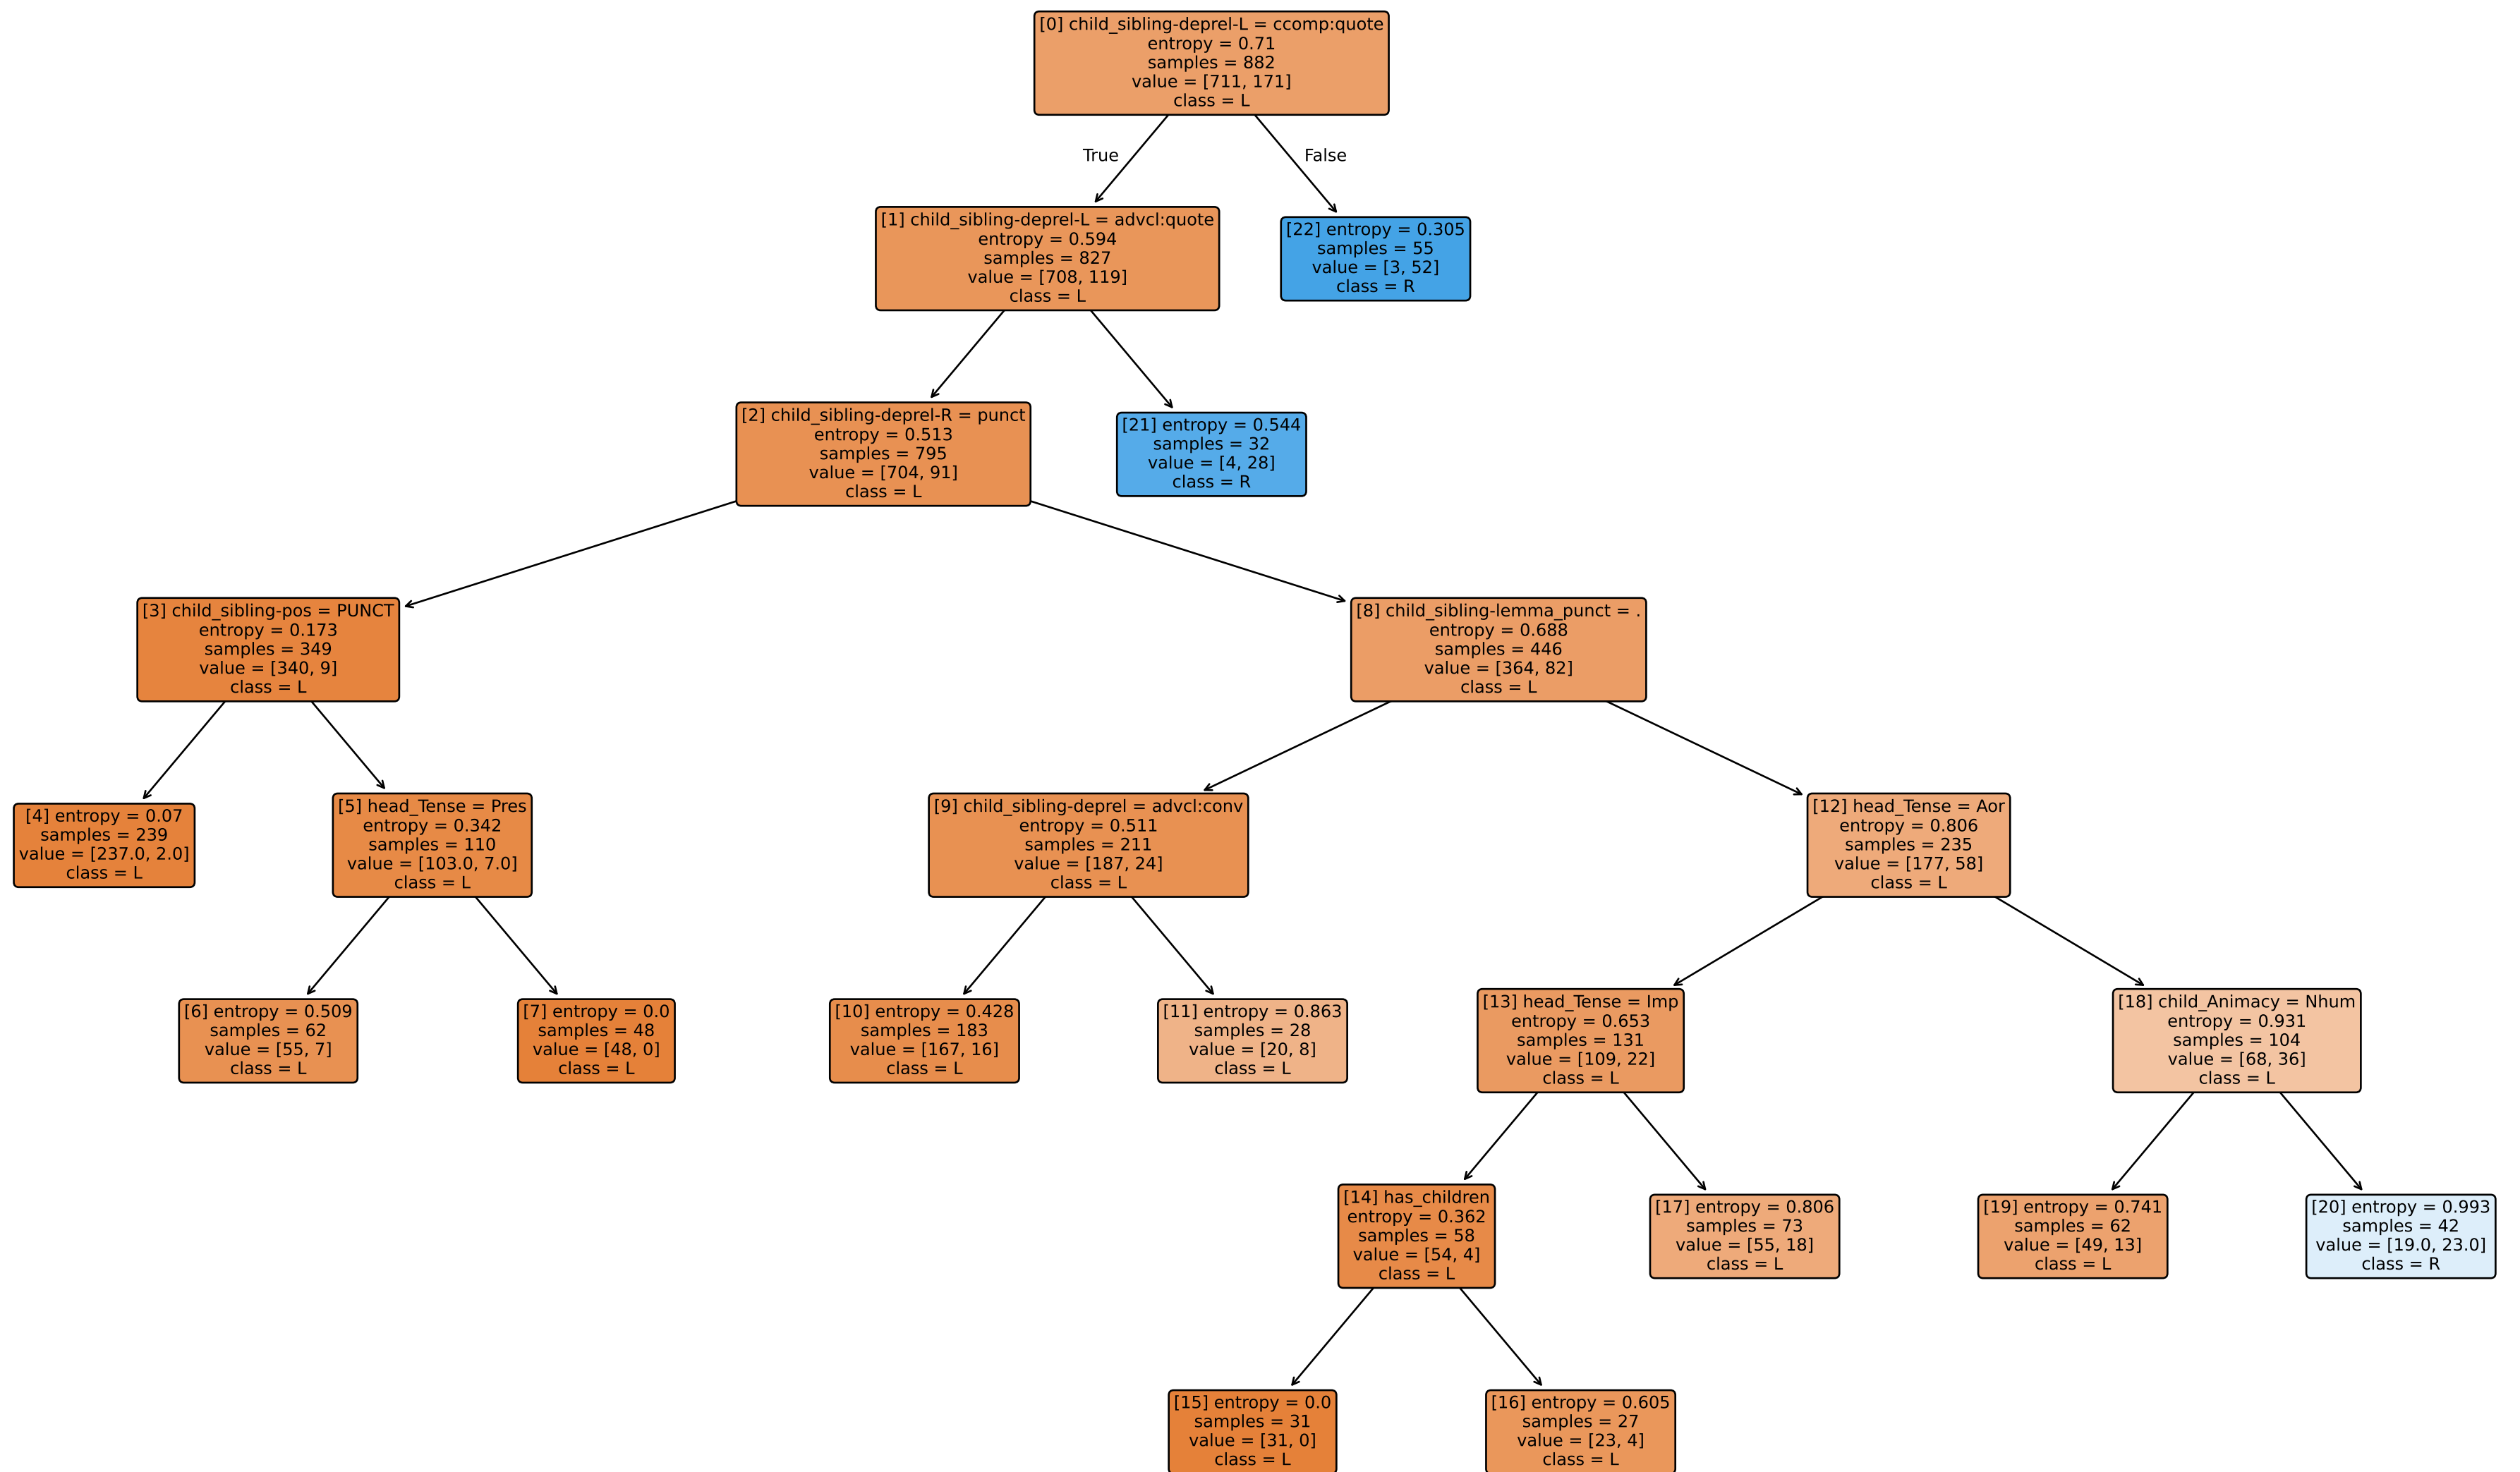 [0] child_sibling-deprel-L = ccomp:quote
entropy = 0.71
samples = 882
value = [711, 171]
class = L
True
False
[1] child_sibling-deprel-L = advcl:quote
entropy = 0.594
samples = 827
value = [708, 119]
class = L
[22] entropy = 0.305
samples = 55
value = [3, 52]
class = R
[2] child_sibling-deprel-R = punct
entropy = 0.513
samples = 795
value = [704, 91]
class = L
[21] entropy = 0.544
samples = 32
value = [4, 28]
class = R
[3] child_sibling-pos = PUNCT
entropy = 0.173
samples = 349
value = [340, 9]
class = L
[8] child_sibling-lemma_punct = .
entropy = 0.688
samples = 446
value = [364, 82]
class = L
[4] entropy = 0.07
samples = 239
value = [237.0, 2.0]
class = L
[5] head_Tense = Pres
entropy = 0.342
samples = 110
value = [103.0, 7.0]
class = L
[9] child_sibling-deprel = advcl:conv
entropy = 0.511
samples = 211
value = [187, 24]
class = L
[12] head_Tense = Aor
entropy = 0.806
samples = 235
value = [177, 58]
class = L
[6] entropy = 0.509
samples = 62
value = [55, 7]
class = L
[7] entropy = 0.0
samples = 48
value = [48, 0]
class = L
[10] entropy = 0.428
samples = 183
value = [167, 16]
class = L
[11] entropy = 0.863
samples = 28
value = [20, 8]
class = L
[13] head_Tense = Imp
entropy = 0.653
samples = 131
value = [109, 22]
class = L
[18] child_Animacy = Nhum
entropy = 0.931
samples = 104
value = [68, 36]
class = L
[14] has_children
entropy = 0.362
samples = 58
value = [54, 4]
class = L
[17] entropy = 0.806
samples = 73
value = [55, 18]
class = L
[19] entropy = 0.741
samples = 62
value = [49, 13]
class = L
[20] entropy = 0.993
samples = 42
value = [19.0, 23.0]
class = R
[15] entropy = 0.0
samples = 31
value = [31, 0]
class = L
[16] entropy = 0.605
samples = 27
value = [23, 4]
class = L